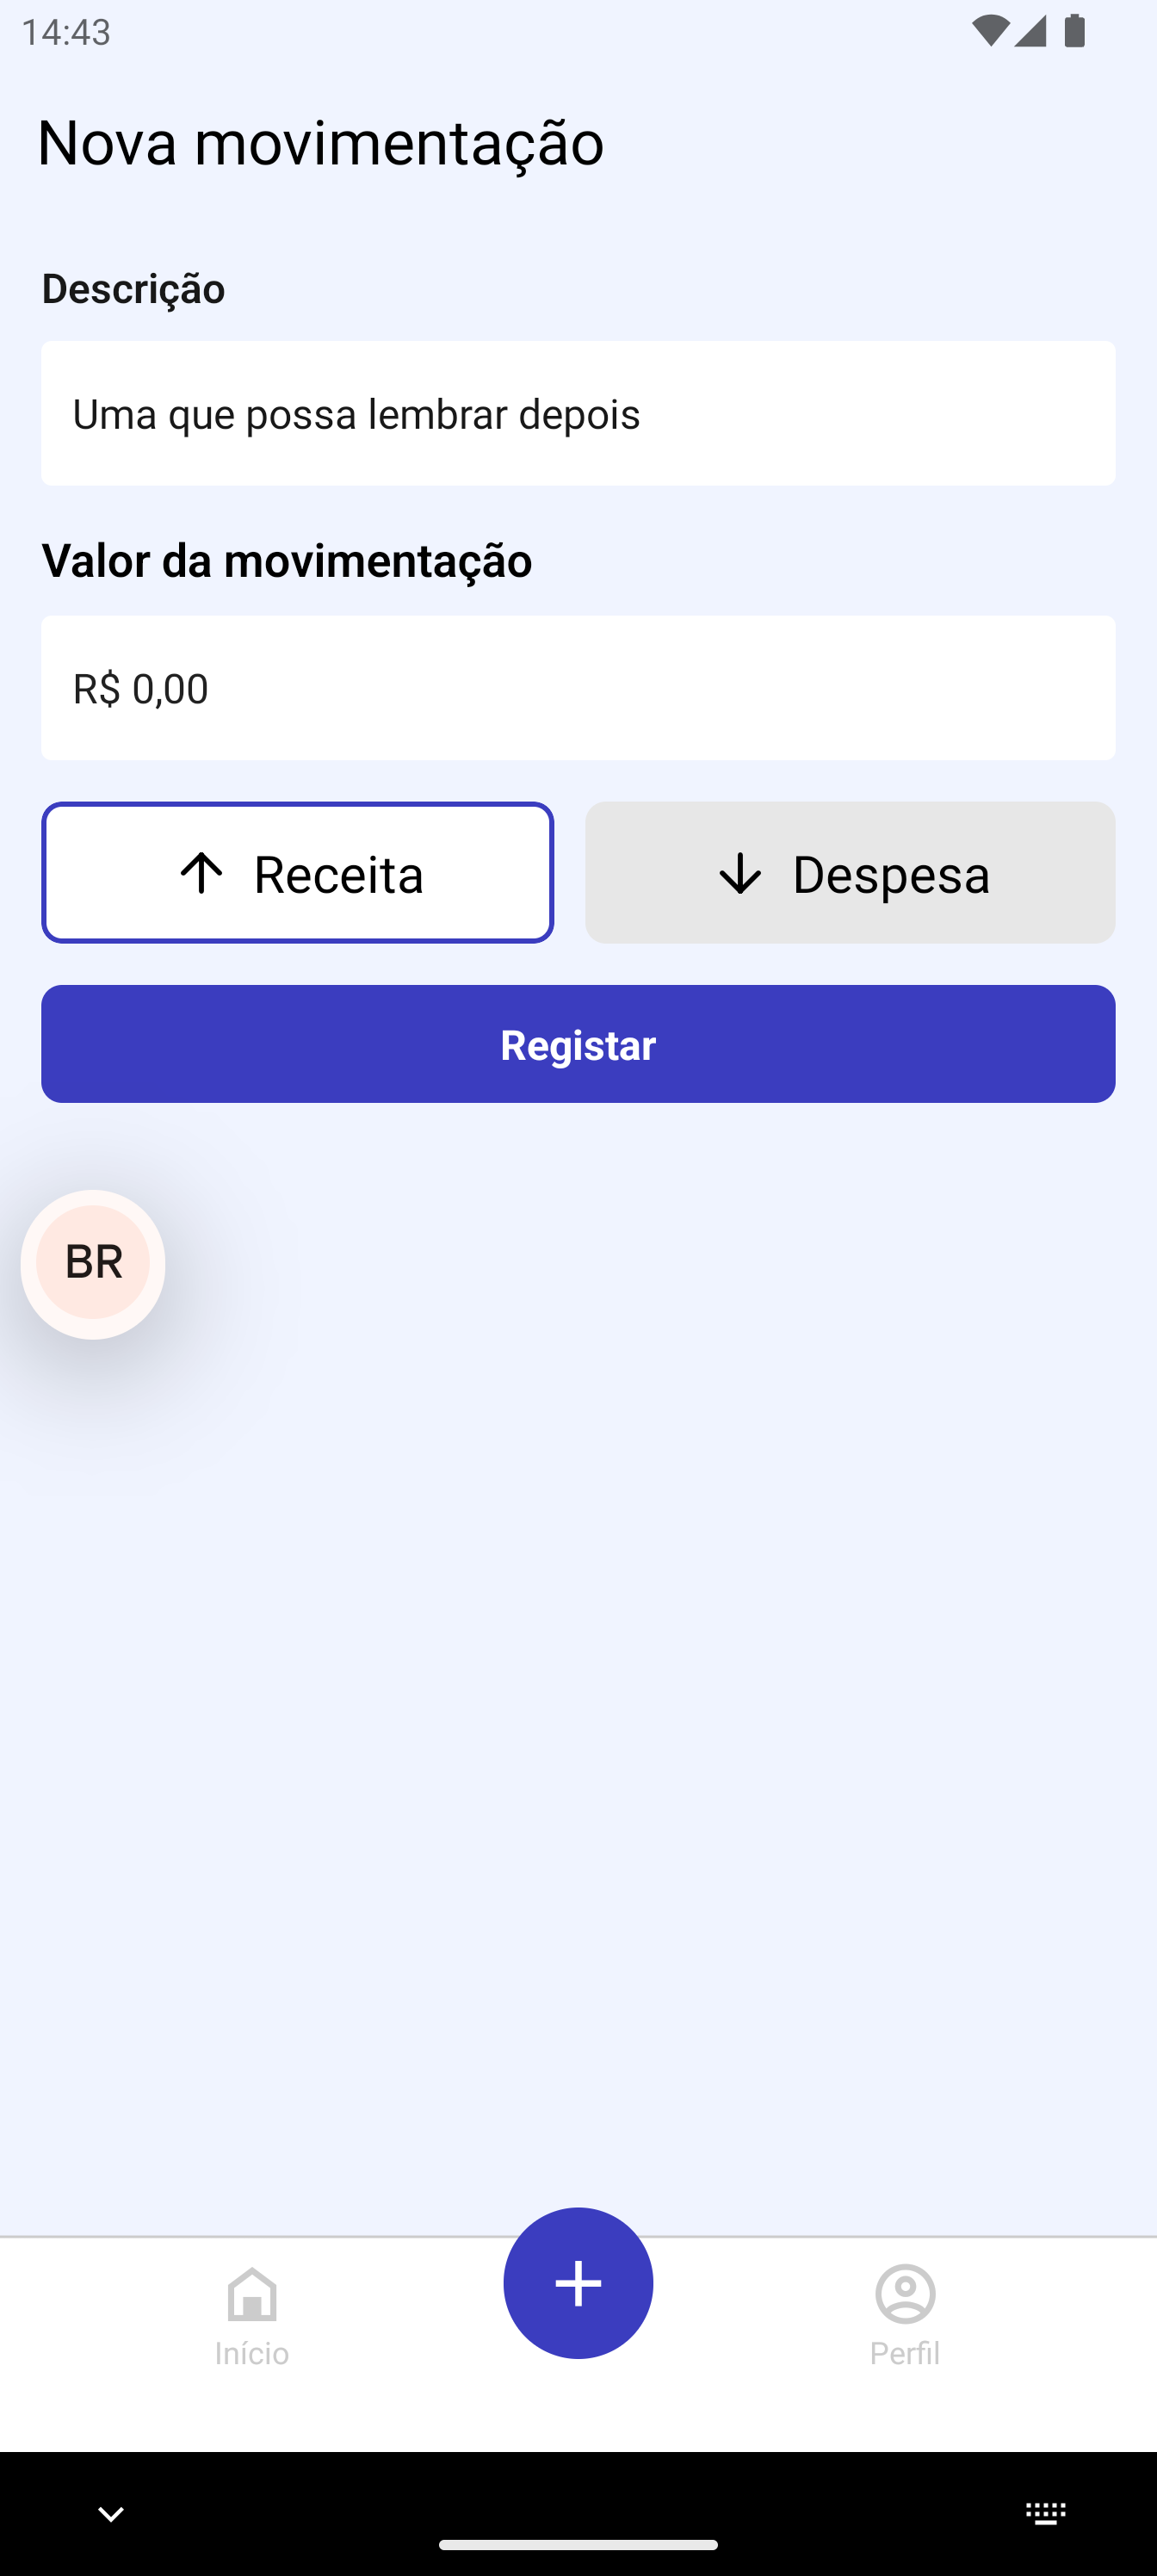 14:43
Nova movimentação
Descrição
Uma que possa lembrar depois
Valor da movimentação
R$ 0,00
Receita
Despesa
Registar
BR
Início
Perfil